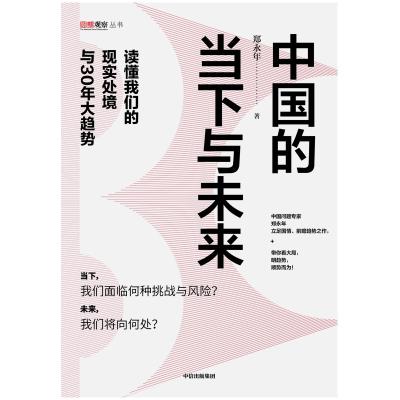 中国的
当下与未来
郑永年
著
读懂我们的
现实处境
与30年大趋势
观察
丛书
中国问题专家
郑永年
立足国情、前瞻趋势之作。
+
带你看大局,
明趋势,
顺势而为!
当下,
我们面临何种挑战与风险?
未来,
我们将向何处?
中信出版集团